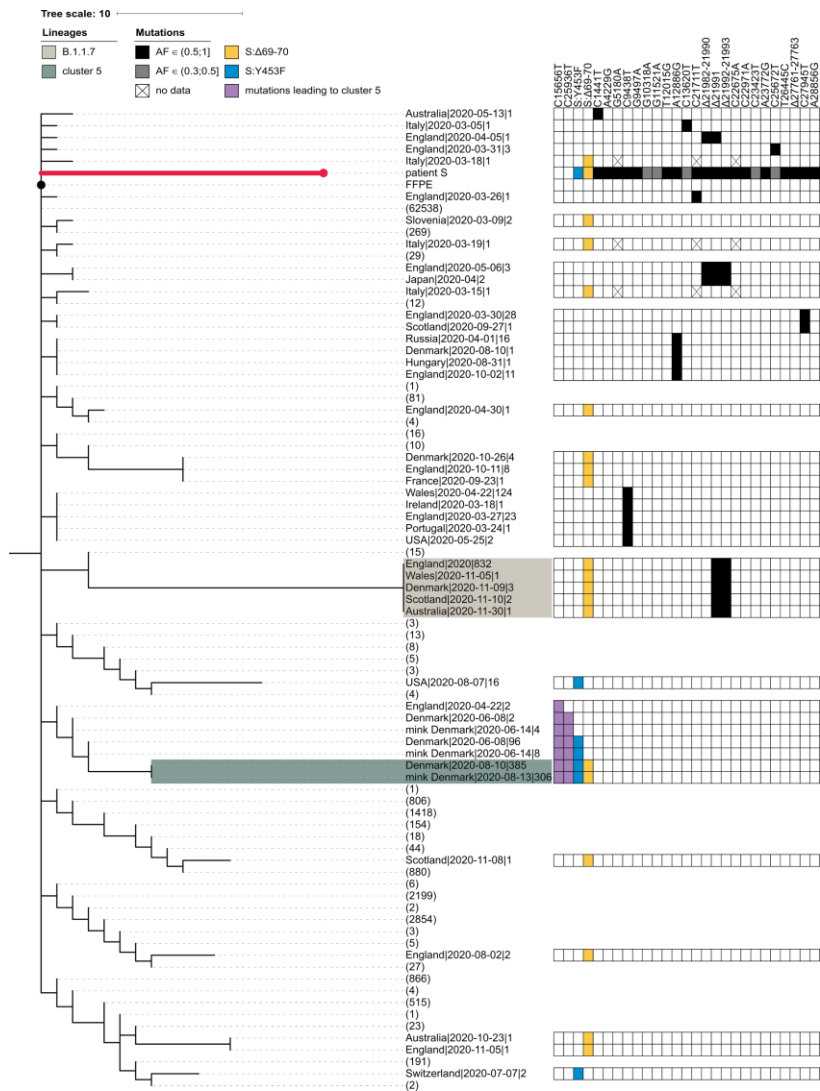 Tree scale: 10
Lineages
B.1.1.7
cluster 5
Mutations
AF ∈ (0.5;1]
AF ∈ (0.3;0.5]
no data
S:Δ69-70
S:Y453F
mutations leading to cluster 5
C15656T
C25936T
S:Y453F
S:Δ69-70
C1441T
A4229G
G5180A
C9438T
G9497A
G10318A
G11521A
T12015G
A12886G
C13620T
C21711T
Δ21982-21990
Δ21991
Δ21992-21993
C22675A
C22971A
C23423T
A23772G
C25672T
T26445C
Δ27761-27763
C27945T
A28856G
Australia|2020-05-13|1
Italy|2020-03-05|1
England|2020-04-05|1
England|2020-03-31|3
Italy|2020-03-18|1
patient S
FFPE
England|2020-03-26|1
(62538)
Slovenia|2020-03-09|2
(269)
Italy|2020-03-19|1
(29)
England|2020-05-06|3
Japan|2020-04|2
Italy|2020-03-15|1
(12)
England|2020-03-30|28
Scotland|2020-09-27|1
Russia|2020-04-01|16
Denmark|2020-08-10|1
Hungary|2020-08-31|1
England|2020-10-02|11
(1)
(81)
England|2020-04-30|1
(4)
(16)
(10)
Denmark|2020-10-26|4
England|2020-10-11|8
France|2020-09-23|1
Wales|2020-04-22|124
Ireland|2020-03-18|1
England|2020-03-27|23
Portugal|2020-03-24|1
USA|2020-05-25|2
(15)
England|2020|832
Wales|2020-11-05|1
Denmark|2020-11-09|3
Scotland|2020-11-10|2
Australia|2020-11-30|1
(3)
(13)
(8)
(5)
(3)
USA|2020-08-07|16
(4)
England|2020-04-22|2
Denmark|2020-06-08|2
mink Denmark|2020-06-14|4
Denmark|2020-06-08|96
mink Denmark|2020-06-14|8
Denmark|2020-08-10|385
mink Denmark|2020-08-13|306
(1)
(806)
(1418)
(154)
(18)
(44)
Scotland|2020-11-08|1
(880)
(6)
(2199)
(2)
(2854)
(3)
(5)
England|2020-08-02|2
(27)
(866)
(4)
(515)
(1)
(23)
Australia|2020-10-23|1
England|2020-11-05|1
(191)
Switzerland|2020-07-07|2
(2)